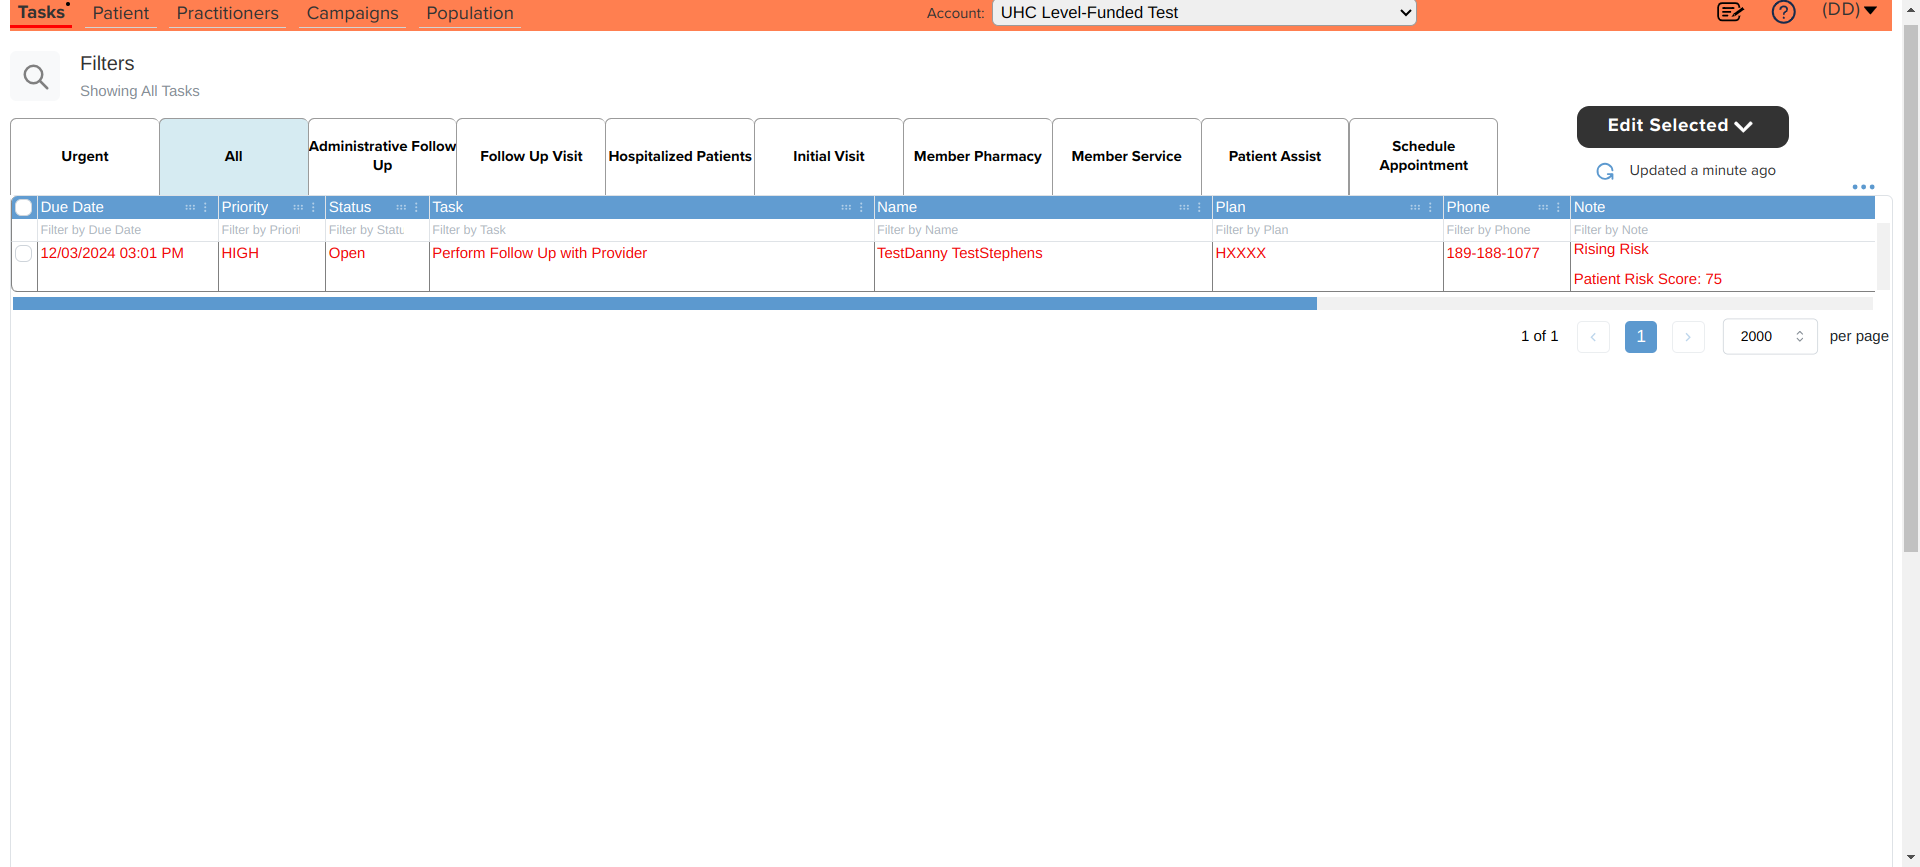 Tasks Patient Practitioners Campaigns Population Account: UHC Level-Funded Test (DD)
Filters
Showing All Tasks
Urgent
All
Administrative Follow
Up
Follow Up Visit
Hospitalized Patients
Initial Visit
Member Pharmacy
Member Service
Patient Assist
Schedule
Appointment
Edit Selected
Updated a minute ago
Due Date Priority Status Task Name Plan Phone Note
Filter by Due Date Filter by Priorit Filter by Statu Filter by Task Filter by Name Filter by Plan Filter by Phone Filter by Note
12/03/2024 03:01 PM HIGH Open Perform Follow Up with Provider TestDanny TestStephens HXXXX 189-188-1077 Rising Risk
Patient Risk Score: 75
1 of 1 1 2000 per page